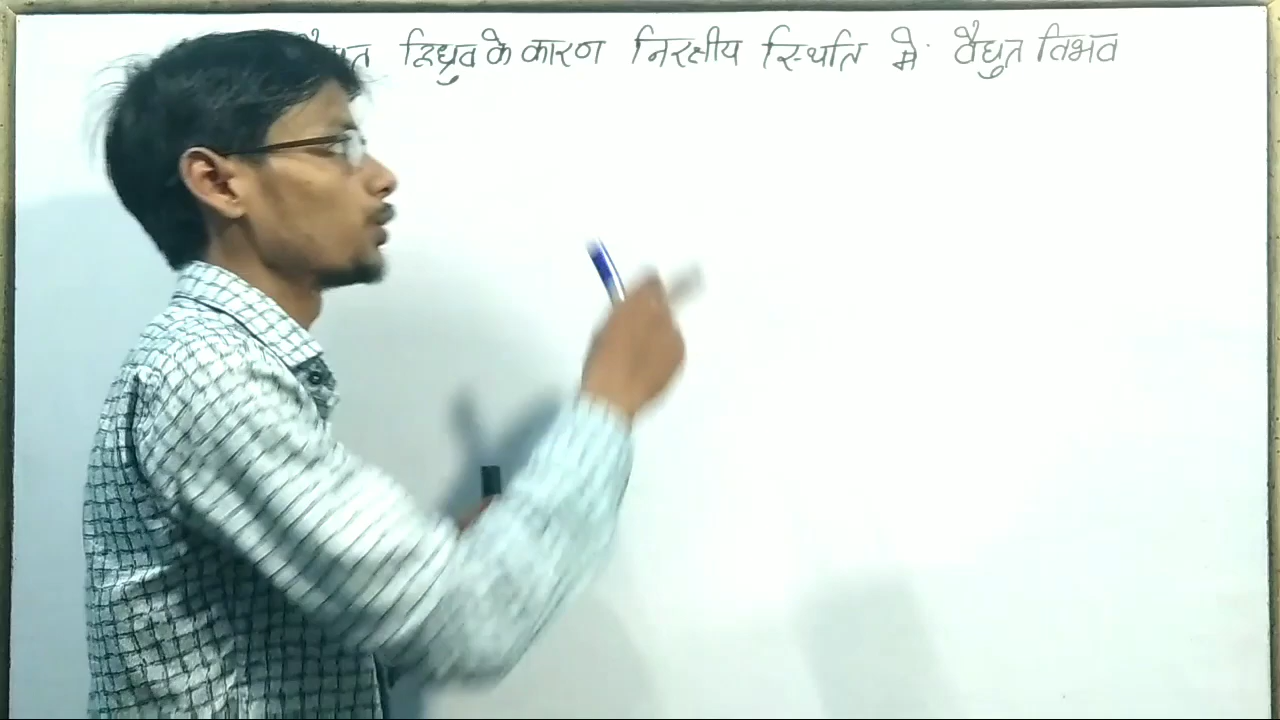 द्विध्रुव के कारण निरक्षीय स्थिति मे वैद्युत विभव